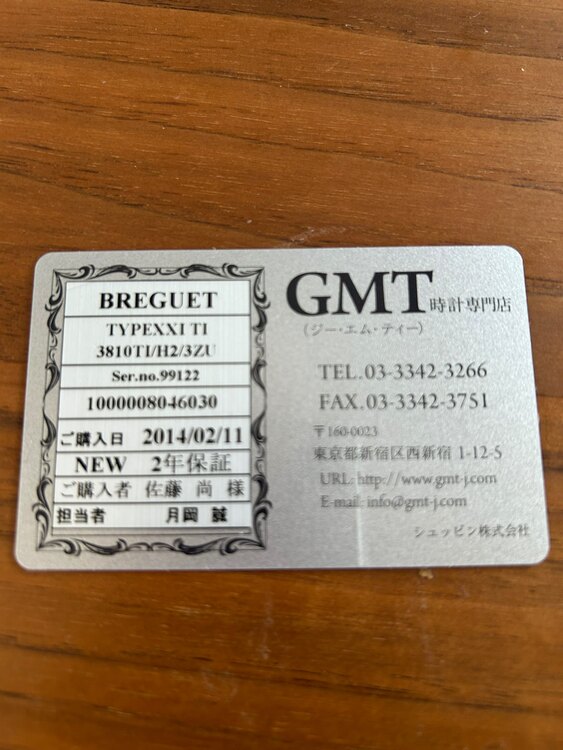 BREGUET
TYPEXXI TI
3810TI/H2/3ZU
Ser.no.99122
1000008046030
ご購入日 2014/02/11
NEW 2年保証
ご購入者 佐藤 尚 様
担当者 月岡 誠
GMT時計専門店
（ジー・エム・ティー）
TEL.03-3342-3266
FAX.03-3342-3751
〒160-0023
東京都新宿区西新宿 1-12-5
URL: http://www.gmt-j.com
E-mail: info@gmt-j.com
シュッピン株式会社